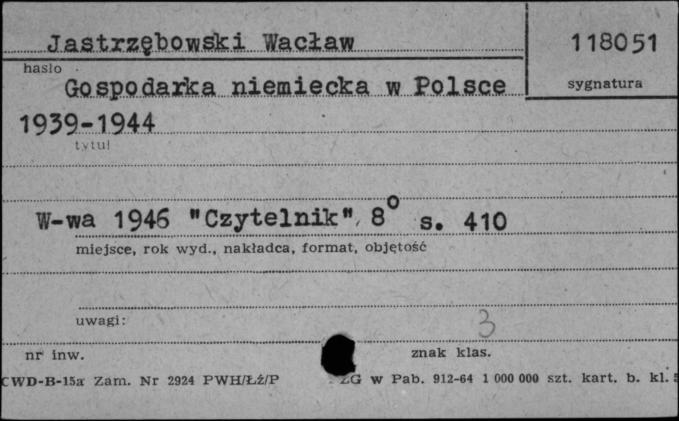 Jastrzębowski Wacław
118051
hasło
sygnatura
Gospodarka niemiecka w Polsce
1939-1944
tytuł
W-wa 1946 "Czytelnik", 8° s. 410
miejsce, rok wyd., nakładca, format, objętość
uwagi:
3
nr inw.
znak klas.
CWD-B-15a Zam. Nr 2924 PWH/Łź/P
ZG w Pab. 912-64 1 000 000 szt. kart. b. kl. 5